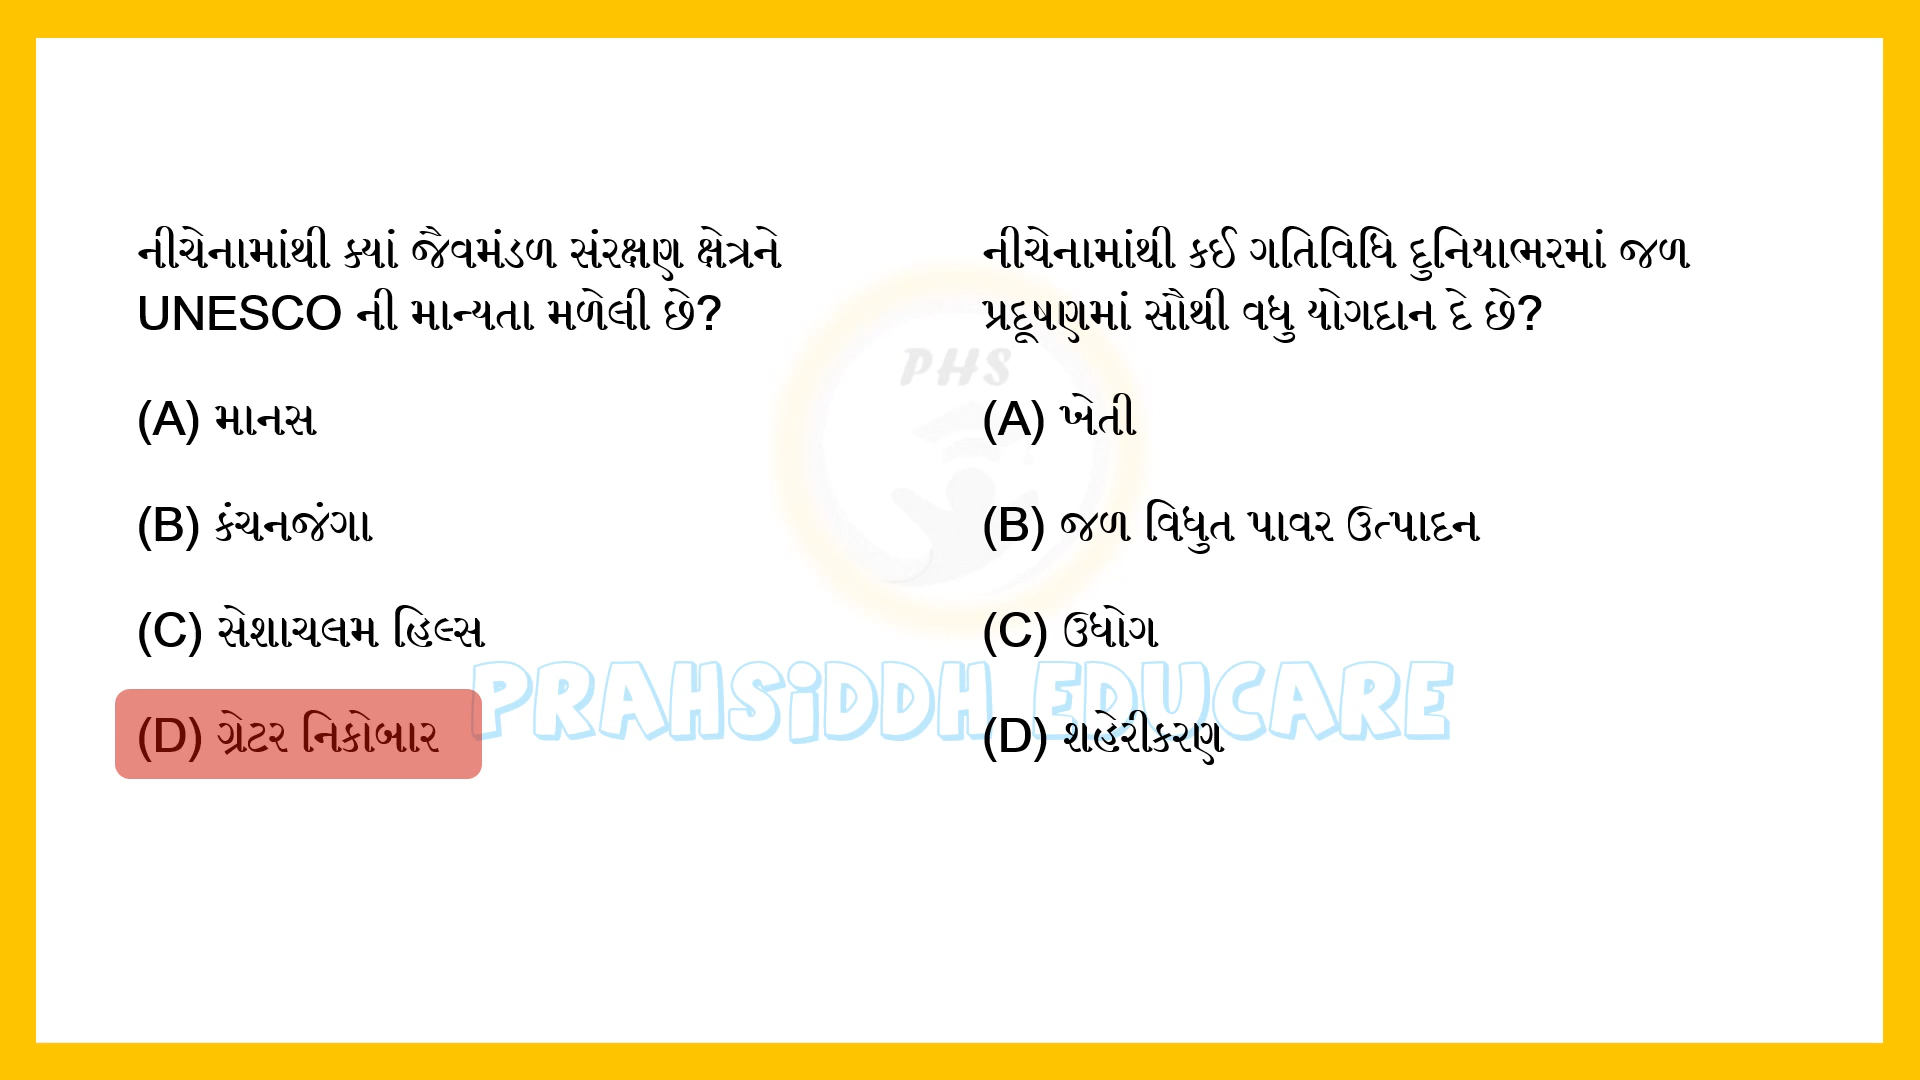 નીચેનામાંથી ક્યાં જૈવમંડળ સંરક્ષણ ક્ષેત્રને
UNESCO ની માન્યતા મળેલી છે?
(A) માનસ
(B) કંચનજંગા
(C) સેશાચલમ હિલ્સ
(D) ગ્રેટર નિકોબાર
નીચેનામાંથી કઈ ગતિવિધિ દુનિયાભરમાં જળ
પ્રદૂષણમાં સૌથી વધુ યોગદાન દે છે?
(A) ખેતી
(B) જળ વિધુત પાવર ઉત્પાદન
(C) ઉધોગ
(D) શહેરીકરણ
PHS
PRAHSiDDH EDUCARE